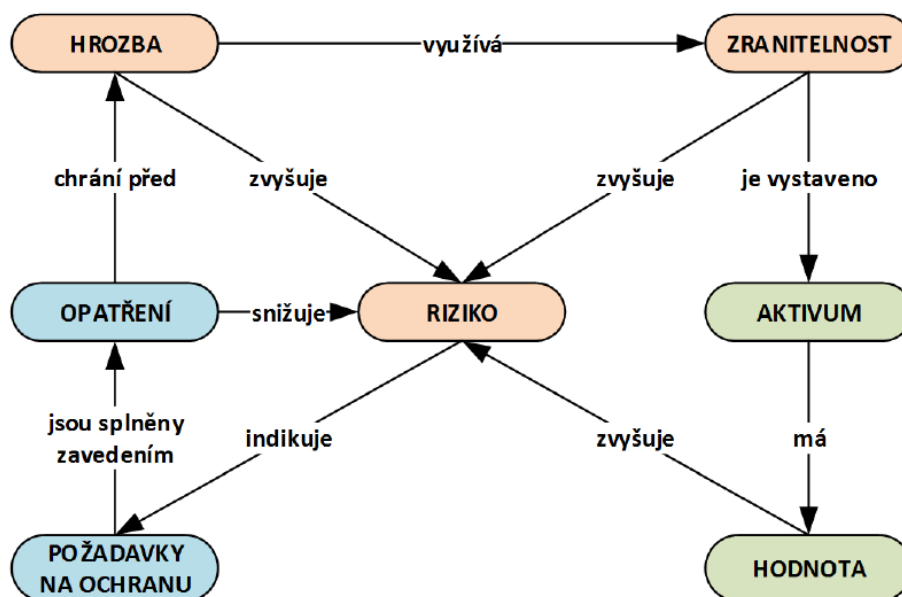 HROZBA
využívá
ZRANITELNOST
chrání před
zvyšuje
zvyšuje
je vystaveno
OPATŘENÍ
snižuje
RIZIKO
AKTIVUM
jsou splněny
zavedením
indikuje
zvyšuje
má
POŽADAVKY
NA OCHRANU
HODNOTA